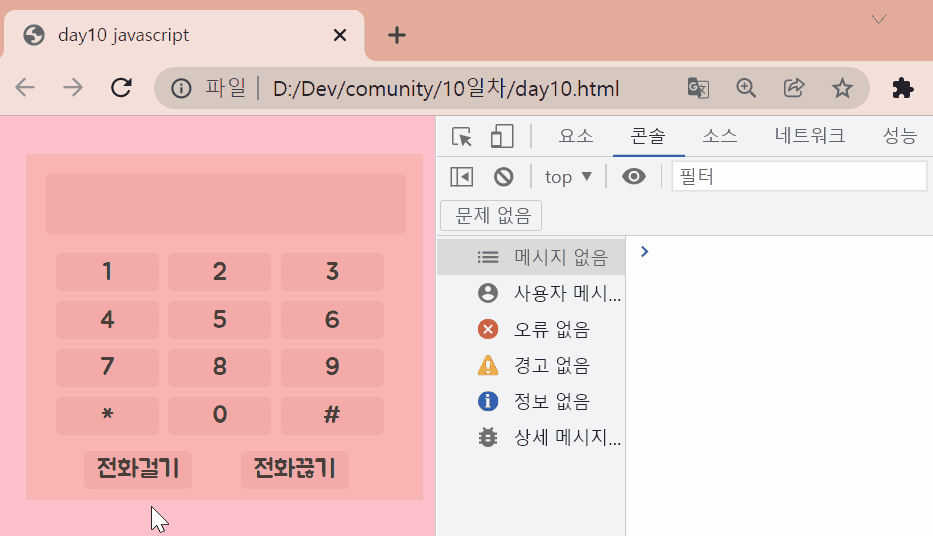 day10 javascript
파일 D:/Dev/comunity/10일차/day10.html
1 2 3
4 5 6
7 8 9
* 0 #
전화걸기 전화끊기
요소 콘솔 소스 네트워크 성능
top 필터
문제 없음
메시지 없음
사용자 메시...
오류 없음
경고 없음
정보 없음
상세 메시지...